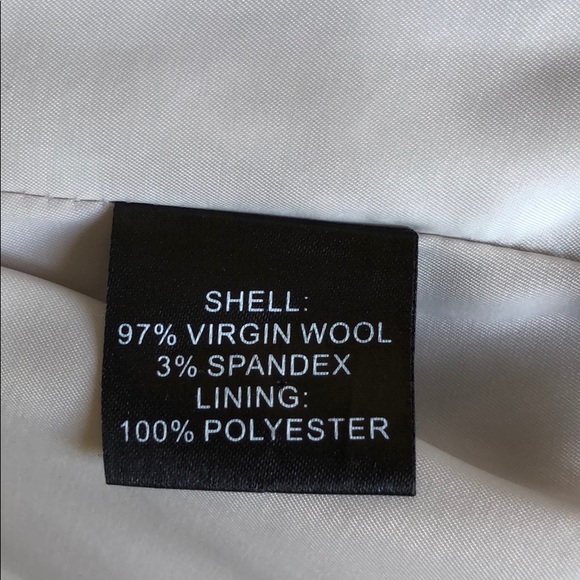 SHELL:
97% VIRGIN WOOL
3% SPANDEX
LINING:
100% POLYESTER